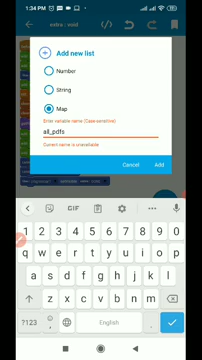 1:34 PM
extra : void
Add new list
Number
String
Map
Enter variable name (Case-sensitive)
all_pdfs
Current name is unavailable
Cancel Add
GIF
1 2 3 4 5 6 7 8 9 0
q w e r t y u i o p
a s d f g h j k l
z x c v b n m
?123 , English .